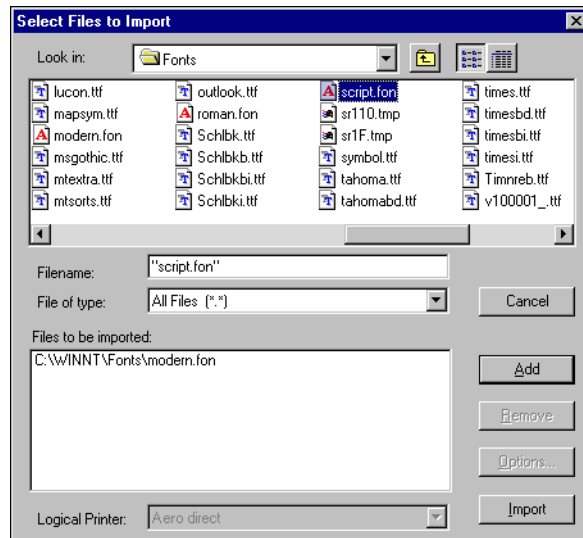 Select Files to Import
Look in: Fonts
lucon.ttf outlook.ttf script.fon times.ttf
mapsym.ttf roman.fon sr110.tmp timesbd.ttf
modern.fon Schlbk.ttf sr1F.tmp timesbi.ttf
msgothic.ttf Schlbkb.ttf symbol.ttf timesi.ttf
mtextra.ttf Schlbkbi.ttf tahoma.ttf Timnreb.ttf
mtsorts.ttf Schlbki.ttf tahomabd.ttf v100001_.ttf
Filename: "script.fon"
File of type: All Files (*.*) Cancel
Files to be imported:
C:\WINNT\Fonts\modern.fon
Add
Remove
Options...
Logical Printer: Aero direct Import